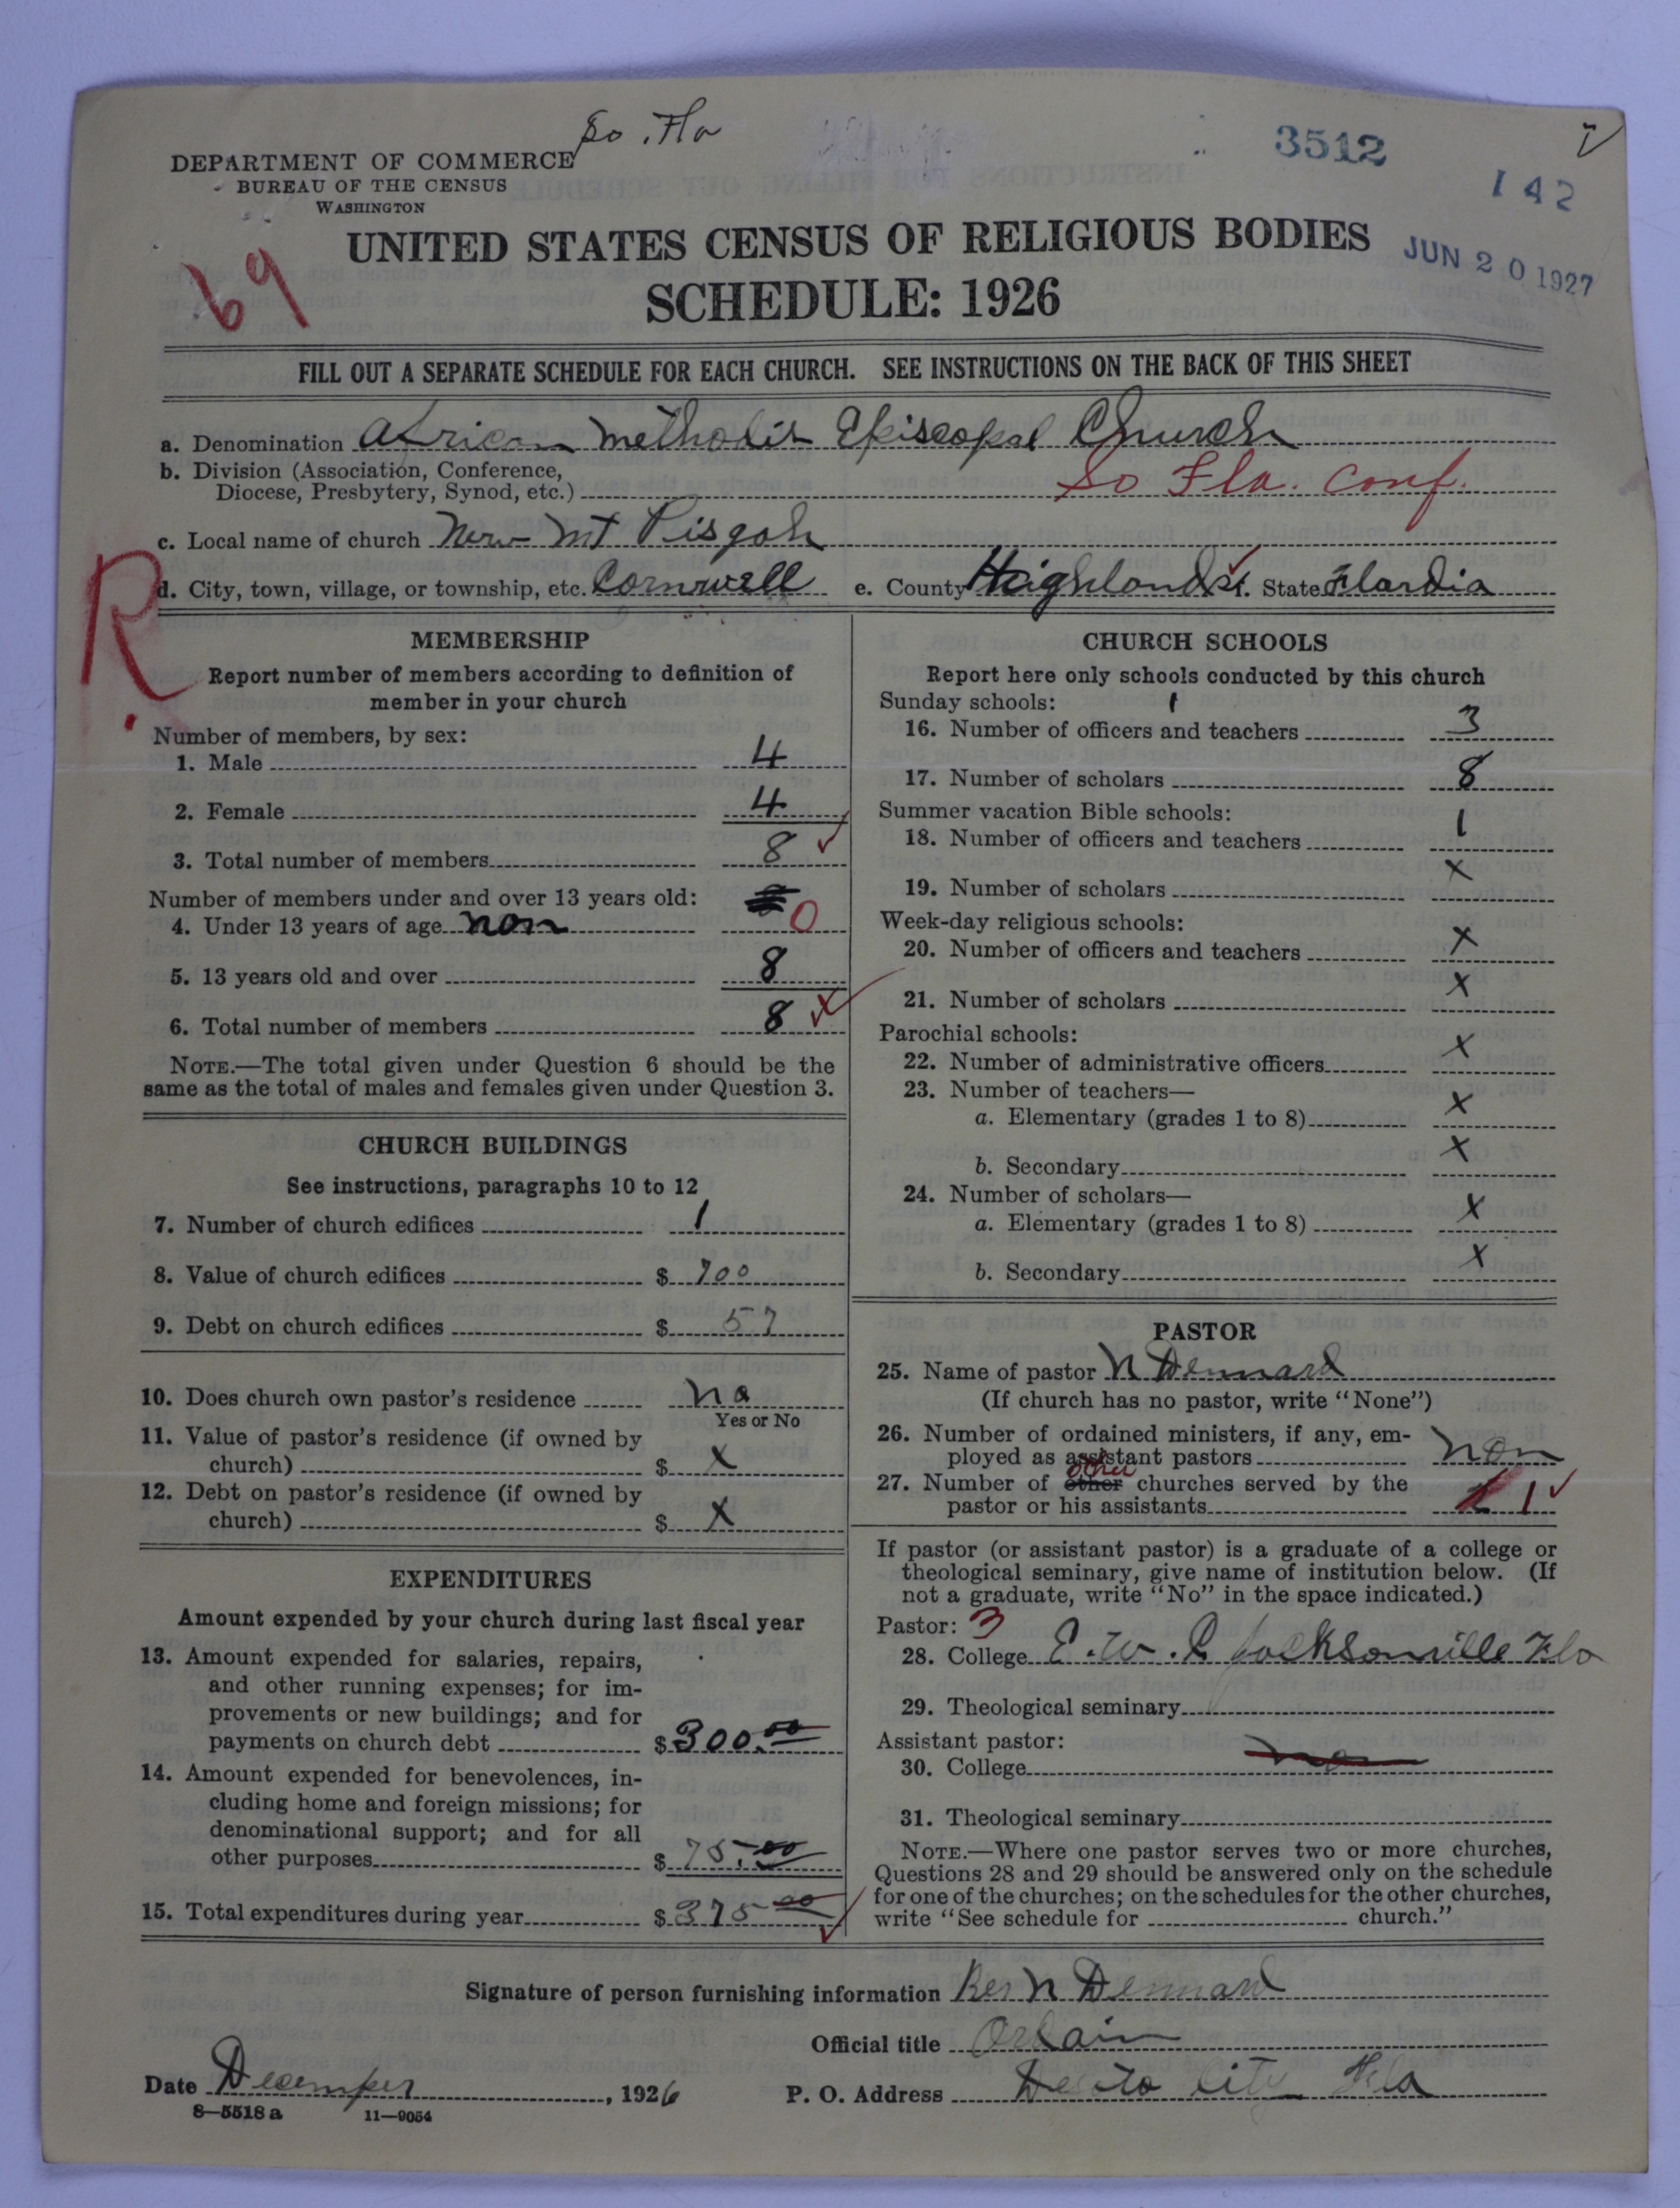 So. Fla
3512
142
DEPARTMENT OF COMMERCE
BUREAU OF THE CENSUS
WASHINGTON
69
UNITED STATES CENSUS OF RELIGIOUS BODIES
JUN 20 1927
SCHEDULE: 1926
FILL OUT A SEPARATE SCHEDULE FOR EACH CHURCH. SEE INSTRUCTIONS ON THE BACK OF THIS SHEET
a. Denomination African Methodist Episcopal Church
b. Division (Association, Conference,
Diocese, Presbytery, Synod, etc.) So Fla. Conf.
c. Local name of church New Mt Pisgah
R.
d. City, town, village, or township, etc. Cornwell e. County Heighlands f. State Flardia
MEMBERSHIP
Report number of members according to definition of
member in your church
Number of members, by sex:
1. Male 4
2. Female 4
3. Total number of members 8
Number of members under and over 13 years old:
4. Under 13 years of age non 0
5. 13 years old and over 8
6. Total number of members 8
NOTE.—The total given under Question 6 should be the
same as the total of males and females given under Question 3.
CHURCH BUILDINGS
See instructions, paragraphs 10 to 12
7. Number of church edifices 1
8. Value of church edifices $ 700
9. Debt on church edifices $ 57
10. Does church own pastor's residence no
Yes or No
11. Value of pastor's residence (if owned by
church) $ X
12. Debt on pastor's residence (if owned by
church) $ X
EXPENDITURES
Amount expended by your church during last fiscal year
13. Amount expended for salaries, repairs,
and other running expenses; for im-
provements or new buildings; and for
payments on church debt $ 300.00
14. Amount expended for benevolences, in-
cluding home and foreign missions; for
denominational support; and for all
other purposes $ 75.00
15. Total expenditures during year $ 375 00
CHURCH SCHOOLS
Report here only schools conducted by this church
Sunday schools: 1
16. Number of officers and teachers 3
17. Number of scholars 8
Summer vacation Bible schools:
18. Number of officers and teachers 1
19. Number of scholars X
Week-day religious schools:
20. Number of officers and teachers X
21. Number of scholars X
Parochial schools:
22. Number of administrative officers X
23. Number of teachers—
a. Elementary (grades 1 to 8) X
b. Secondary X
24. Number of scholars—
a. Elementary (grades 1 to 8) X
b. Secondary X
PASTOR
25. Name of pastor N Dennard
(If church has no pastor, write "None")
26. Number of ordained ministers, if any, em-
ployed as assistant pastors non
other
27. Number of other churches served by the
pastor or his assistants 1
If pastor (or assistant pastor) is a graduate of a college or
theological seminary, give name of institution below. (If
not a graduate, write "No" in the space indicated.)
Pastor: 3
28. College E. W. C Jacksonville Fla
29. Theological seminary
Assistant pastor:
30. College no
31. Theological seminary
NOTE.—Where one pastor serves two or more churches,
Questions 28 and 29 should be answered only on the schedule
for one of the churches; on the schedules for the other churches,
write "See schedule for church."
Signature of person furnishing information Rev N Dennard
Official title Ordain
Date Decemper, 1926 P. O. Address Desoto City Fla
8—5518 a 11—9054